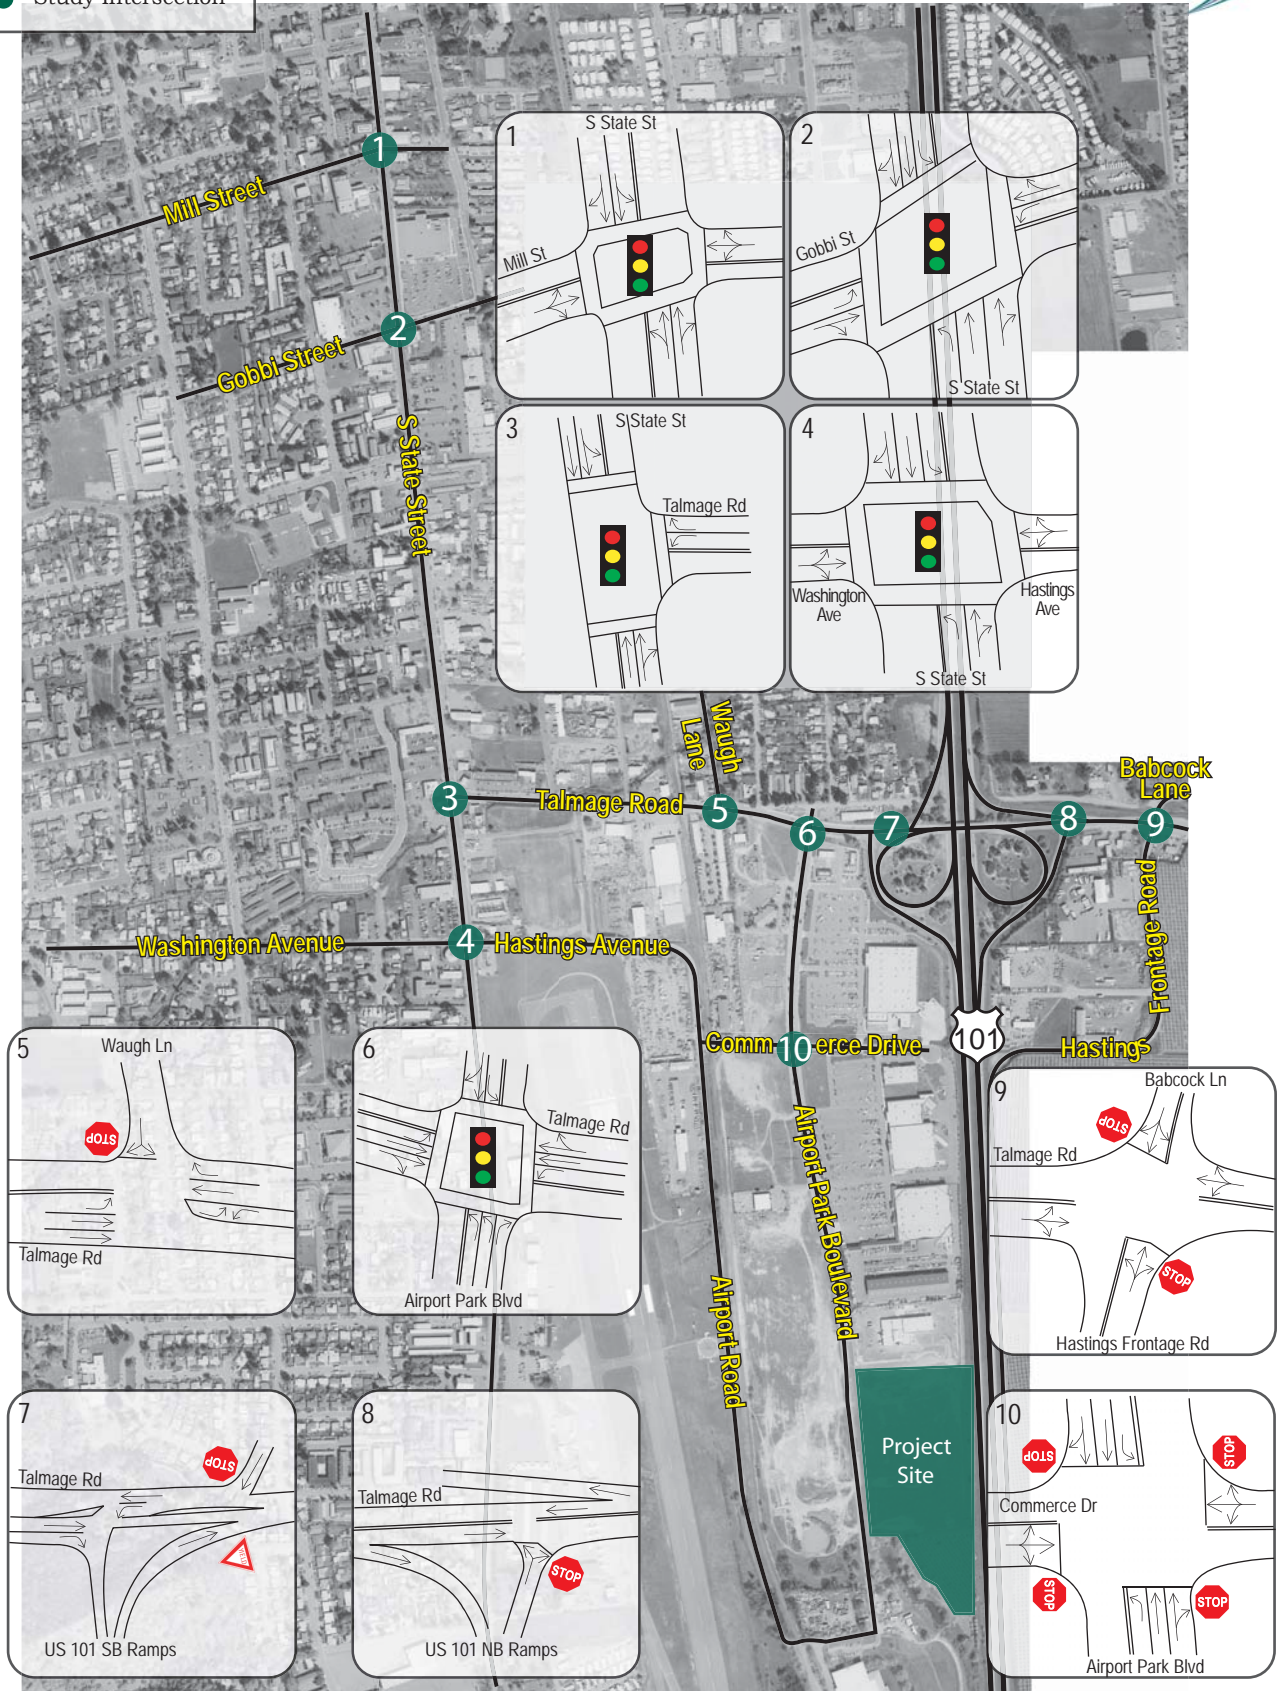 Study Intersection
1
Mill Street
2
Gobbi Street
S State Street
1
S State St
Mill St
2
Gobbi St
S State St
3
S State St
Talmage Rd
4
Washington
Ave
Hastings
Ave
S State St
Waugh
Lane
Babcock
Lane
3
Talmage Road
5
6
7
8
9
Frontage Road
Washington Avenue
4
Hastings Avenue
101
Commerce Drive
10
Hastings
Airport Park Boulevard
Airport Road
Project
Site
5
Waugh Ln
STOP
Talmage Rd
6
Talmage Rd
Airport Park Blvd
9
Babcock Ln
STOP
Talmage Rd
STOP
Hastings Frontage Rd
7
STOP
Talmage Rd
YIELD
US 101 SB Ramps
8
Talmage Rd
STOP
US 101 NB Ramps
10
STOP
STOP
Commerce Dr
STOP
STOP
Airport Park Blvd